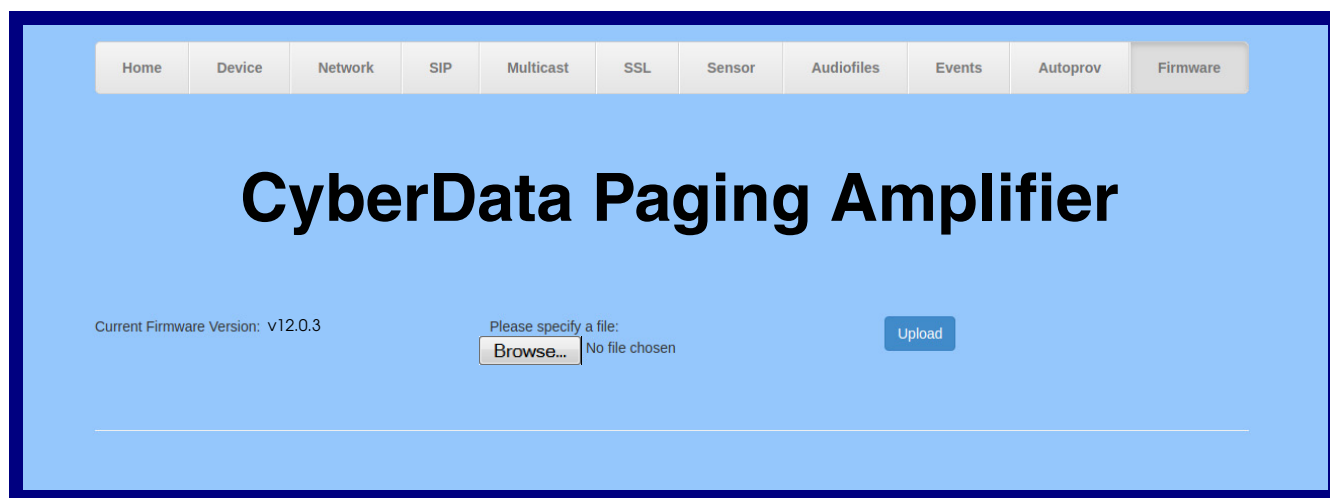 Home Device Network SIP Multicast SSL Sensor Audiofiles Events Autoprov Firmware
CyberData Paging Amplifier
Current Firmware Version: v12.0.3
Please specify a file:
Browse... No file chosen
Upload